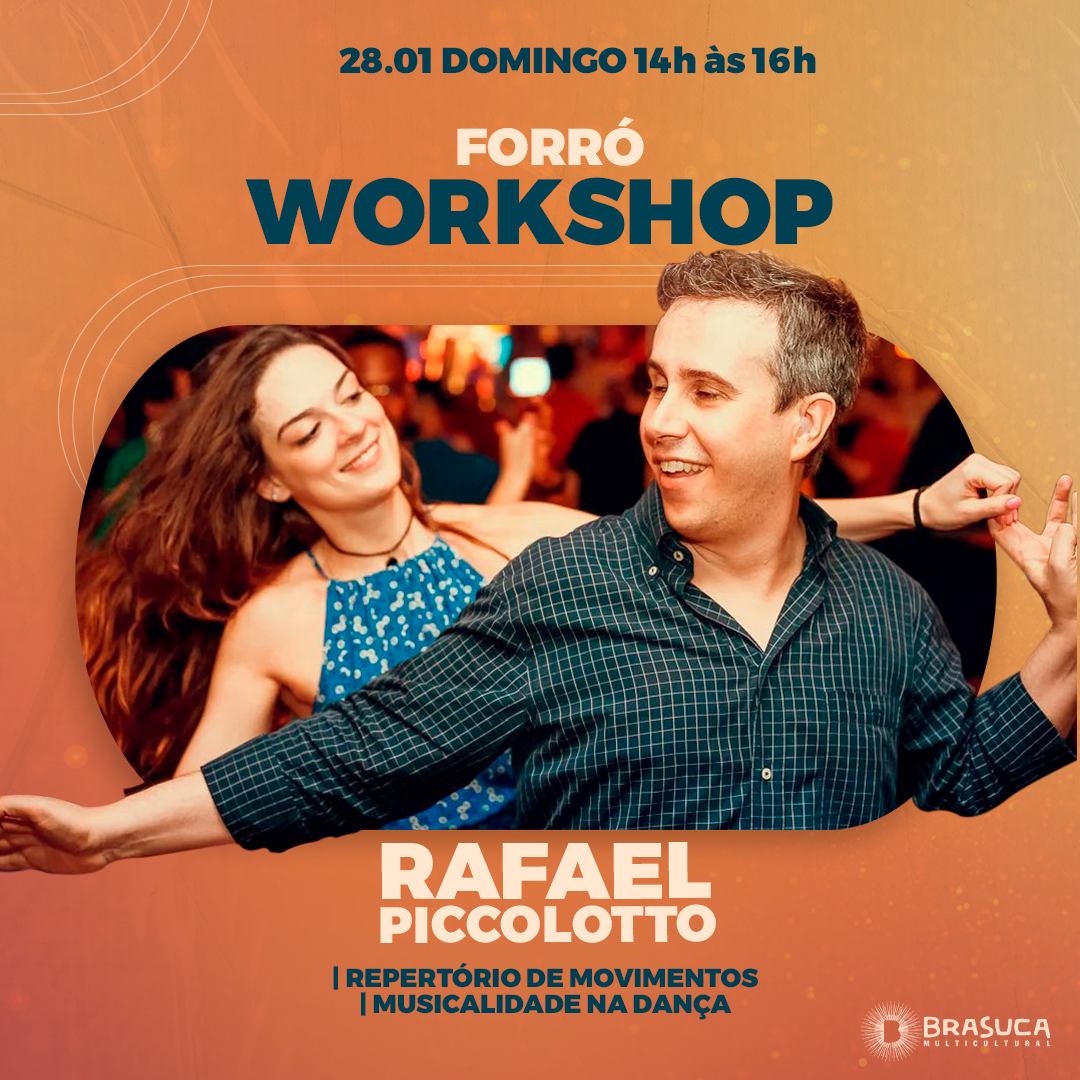 28.01 DOMINGO 14h às 16h
FORRÓ
WORKSHOP
RAFAEL
PICCOLOTTO
| REPERTÓRIO DE MOVIMENTOS
| MUSICALIDADE NA DANÇA
BRASUCA
MULTICULTURAL